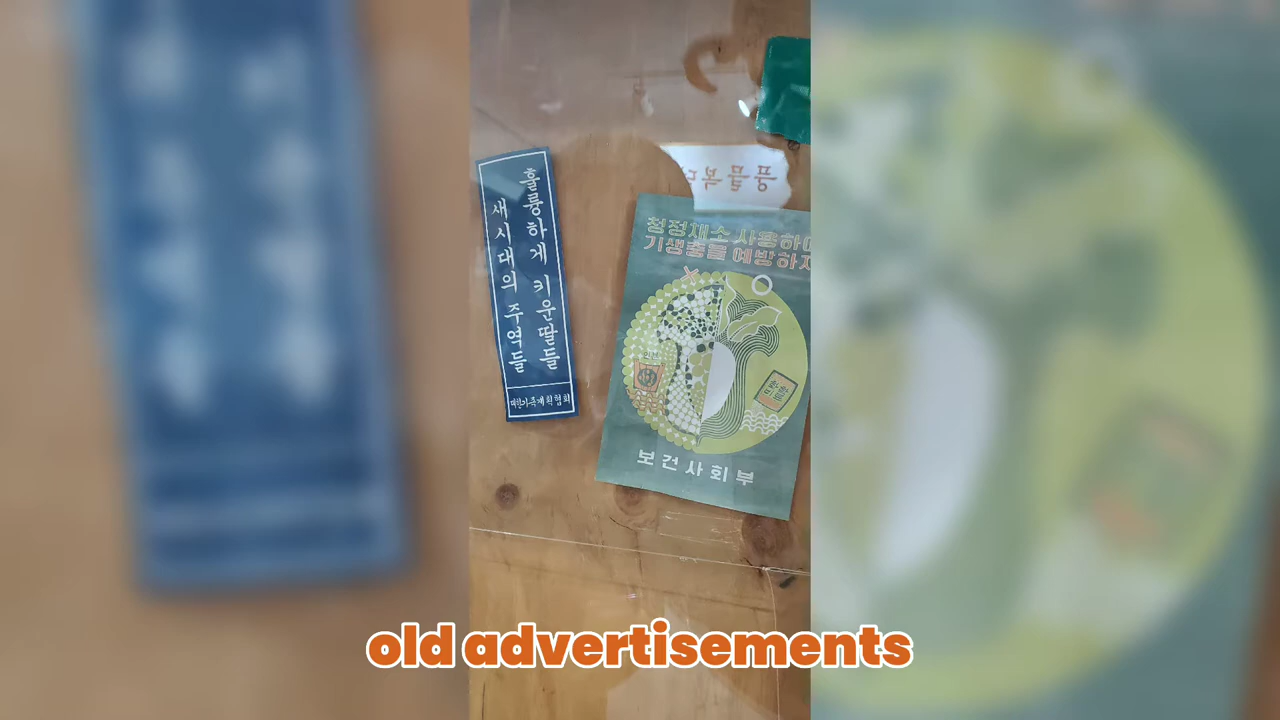 훌륭하게 키운 딸들
새시대의 주역들
대한가족계획협회
청정채소 사용하여
기생충을 예방하자
인분
보건사회부
old advertisements